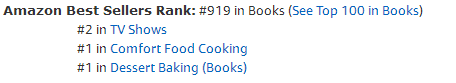 Amazon Best Sellers Rank: #919 in Books (See Top 100 in Books)
#2 in TV Shows
#1 in Comfort Food Cooking
#1 in Dessert Baking (Books)